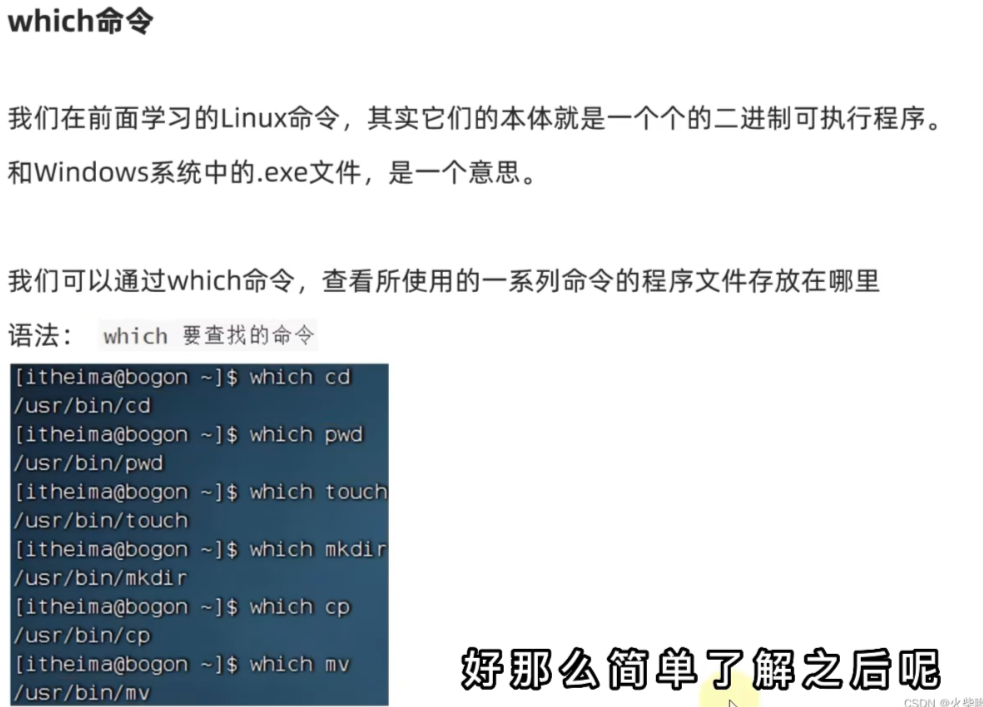 which命令
我们在前面学习的Linux命令，其实它们的本体就是一个个的二进制可执行程序。
和Windows系统中的.exe文件，是一个意思。
我们可以通过which命令，查看所使用的一系列命令的程序文件存放在哪里
语法： which 要查找的命令
[itheima@bogon ~]$ which cd
/usr/bin/cd
[itheima@bogon ~]$ which pwd
/usr/bin/pwd
[itheima@bogon ~]$ which touch
/usr/bin/touch
[itheima@bogon ~]$ which mkdir
/usr/bin/mkdir
[itheima@bogon ~]$ which cp
/usr/bin/cp
[itheima@bogon ~]$ which mv
/usr/bin/mv
好那么简单了解之后呢
CSDN @火柴